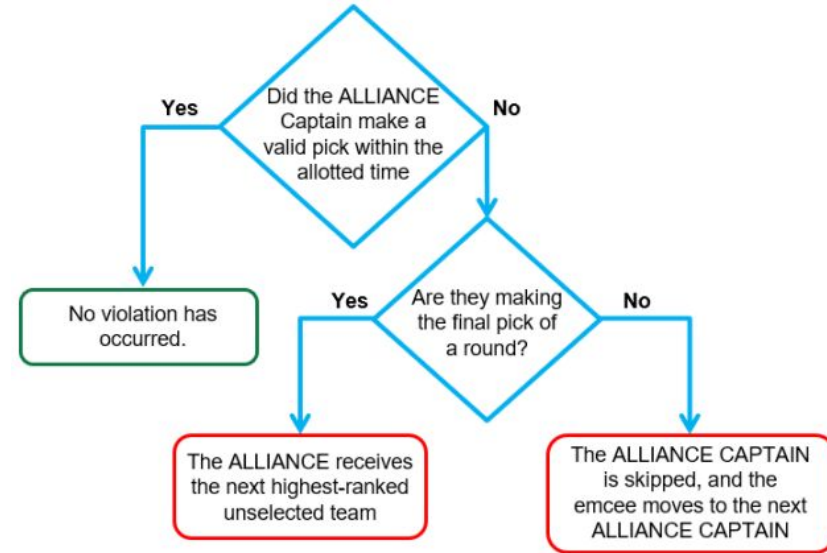 Did the ALLIANCE
Captain make a
valid pick within the
allotted time
Yes
No
No violation has
occurred.
Are they making
the final pick of
a round?
Yes
No
The ALLIANCE receives
the next highest-ranked
unselected team
The ALLIANCE CAPTAIN
is skipped, and the
emcee moves to the next
ALLIANCE CAPTAIN